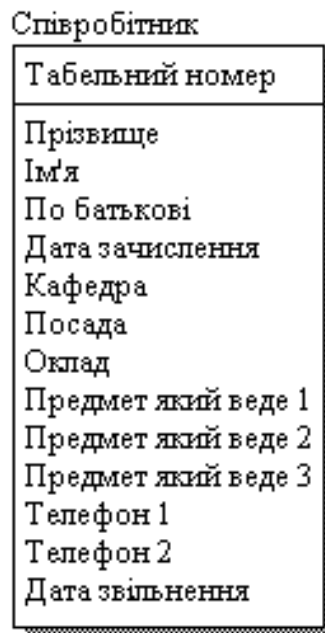 Співробітник
Табельний номер
Прізвище
Ім'я
По батькові
Дата зачислення
Кафедра
Посада
Оклад
Предмет який веде 1
Предмет який веде 2
Предмет який веде 3
Телефон 1
Телефон 2
Дата звільнення